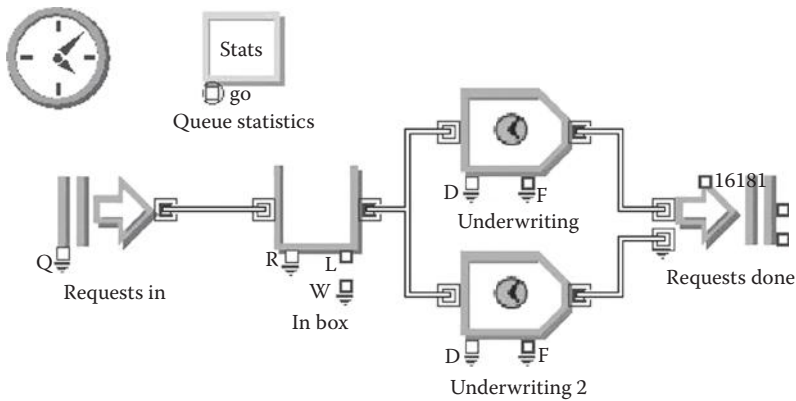 Stats
go
Queue statistics
D
F
Underwriting
16181
Q
Requests in
R
L
W
In box
Requests done
D
F
Underwriting 2